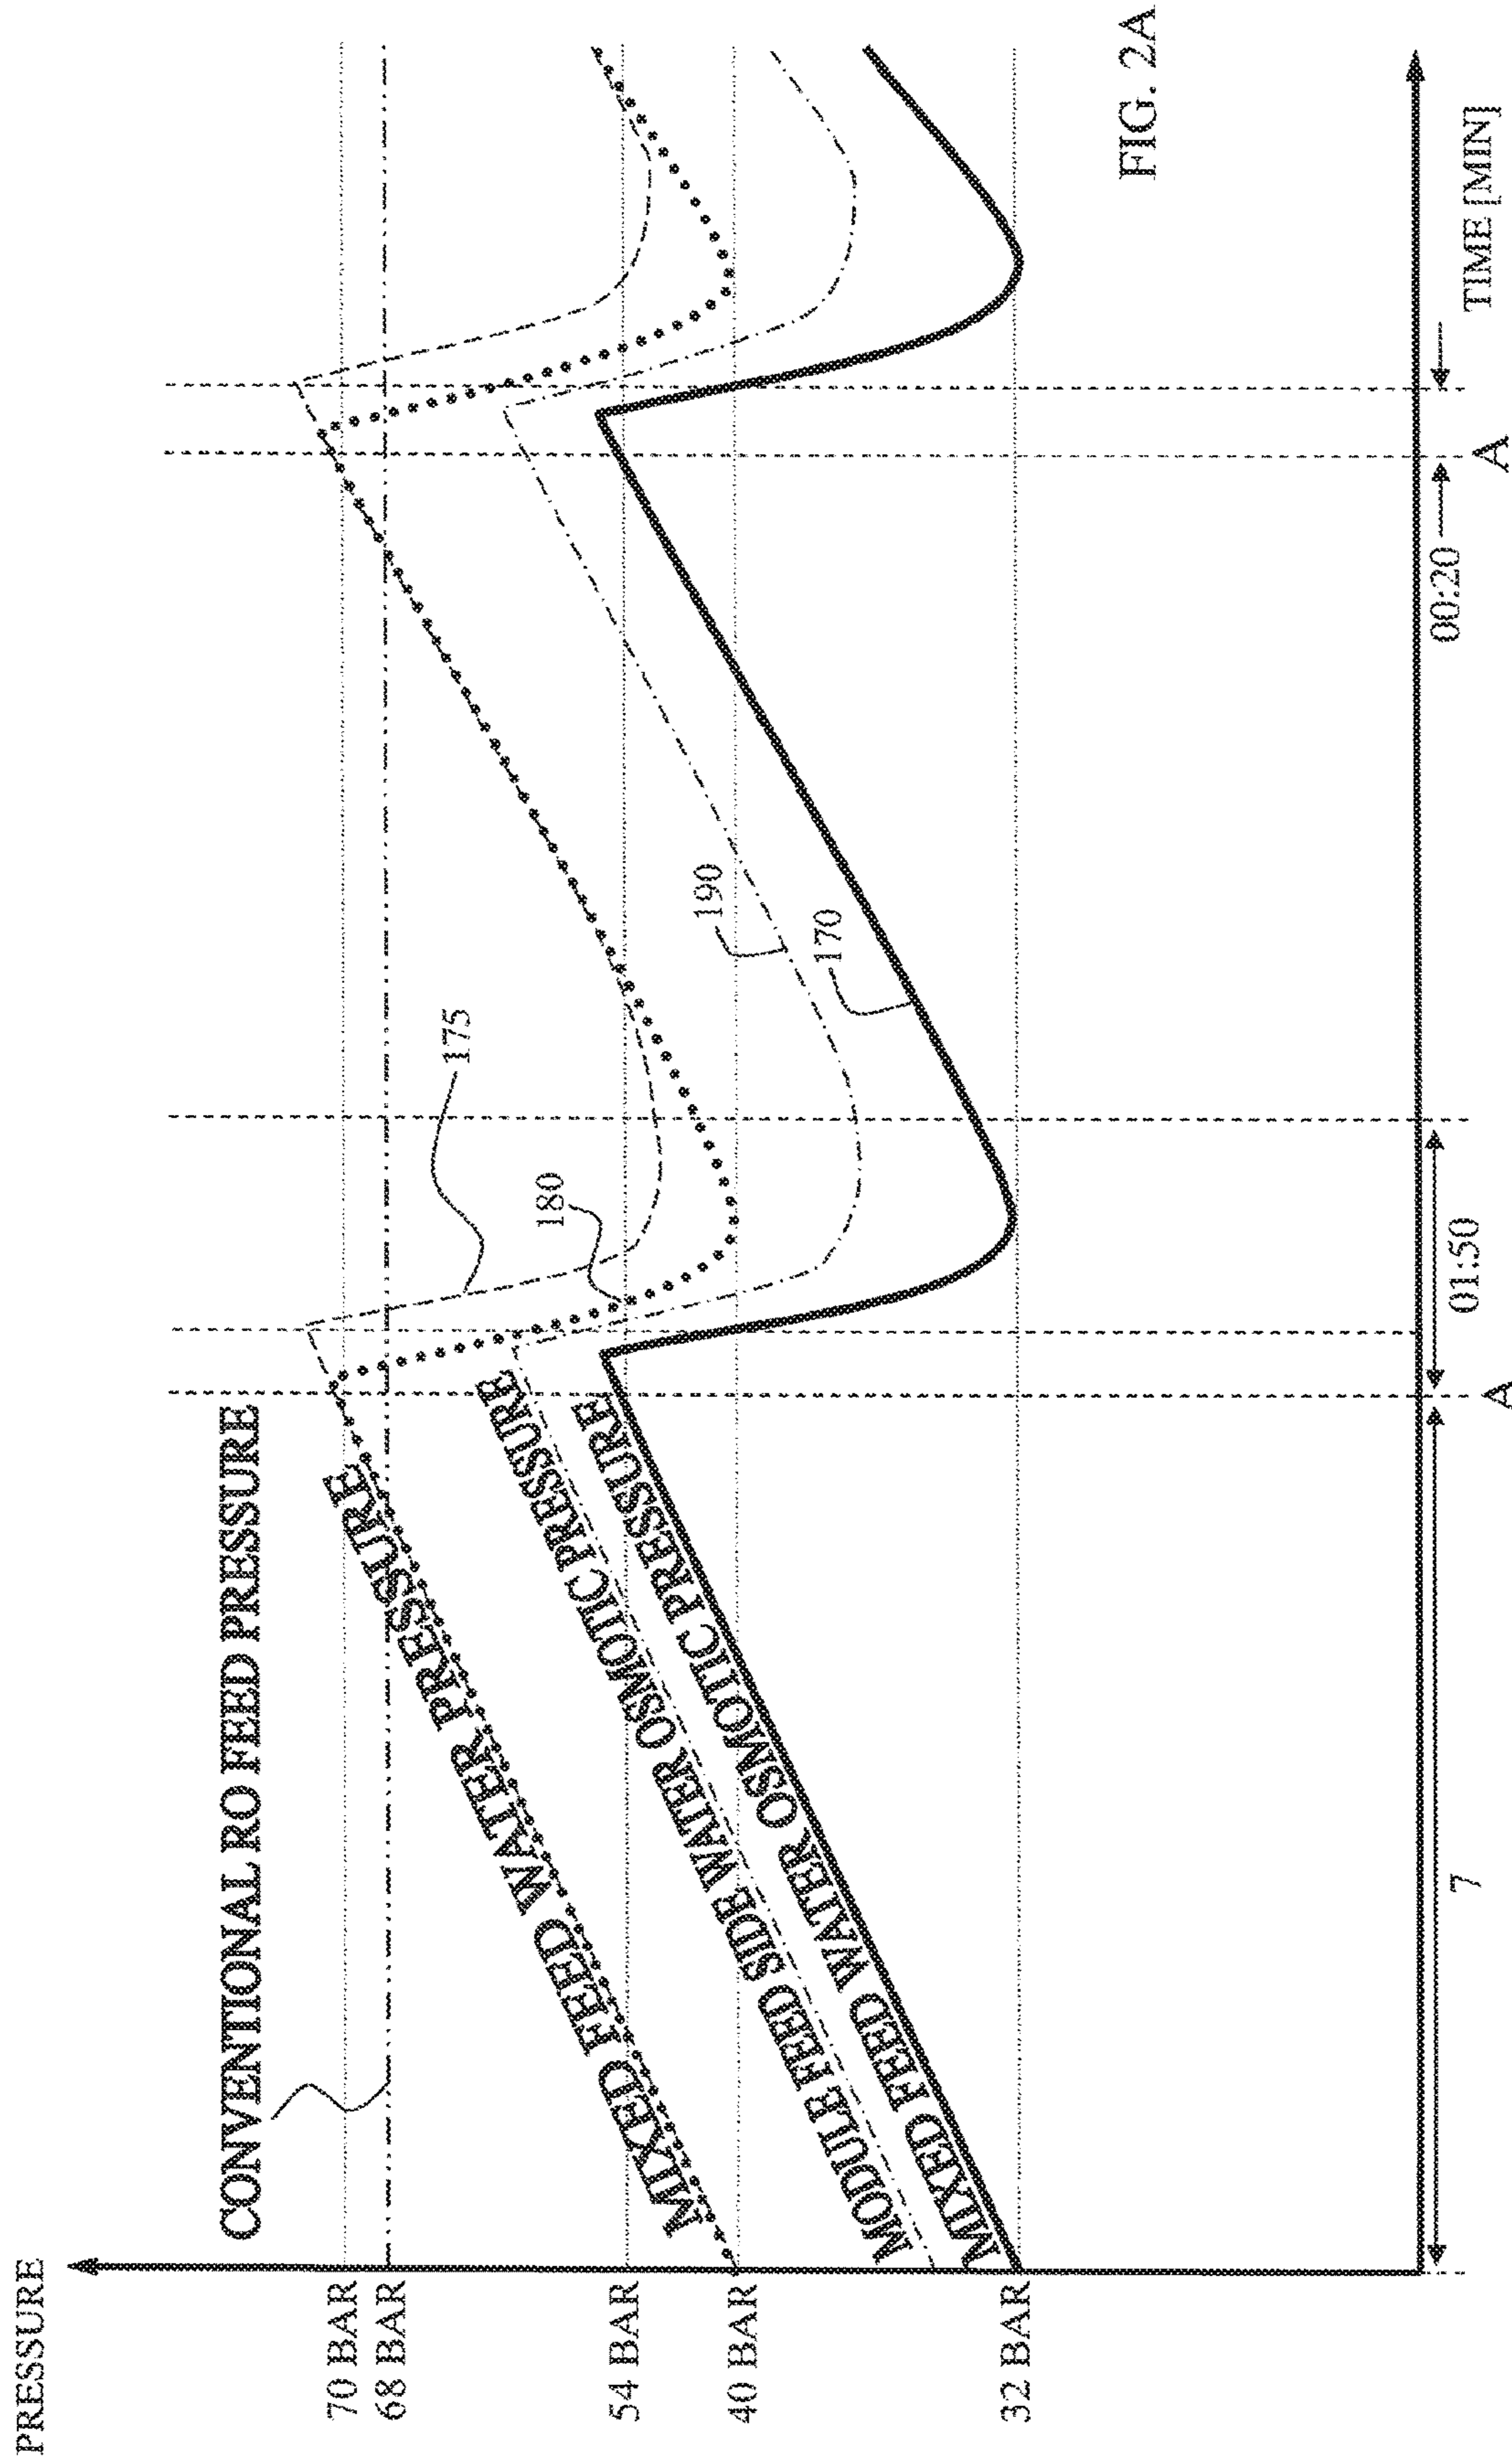 PRESSURE
CONVENTIONAL RO FEED PRESSURE
70 BAR
68 BAR
54 BAR
40 BAR
32 BAR
MIXED FEED WATER PRESSURE
MODULE FEED SIDE WATER OSMOTIC PRESSURE
MIXED FEED WATER OSMOTIC PRESSURE
175
180
190
170
7
A
01:50
00:20
A
TIME [MIN]
FIG. 2A